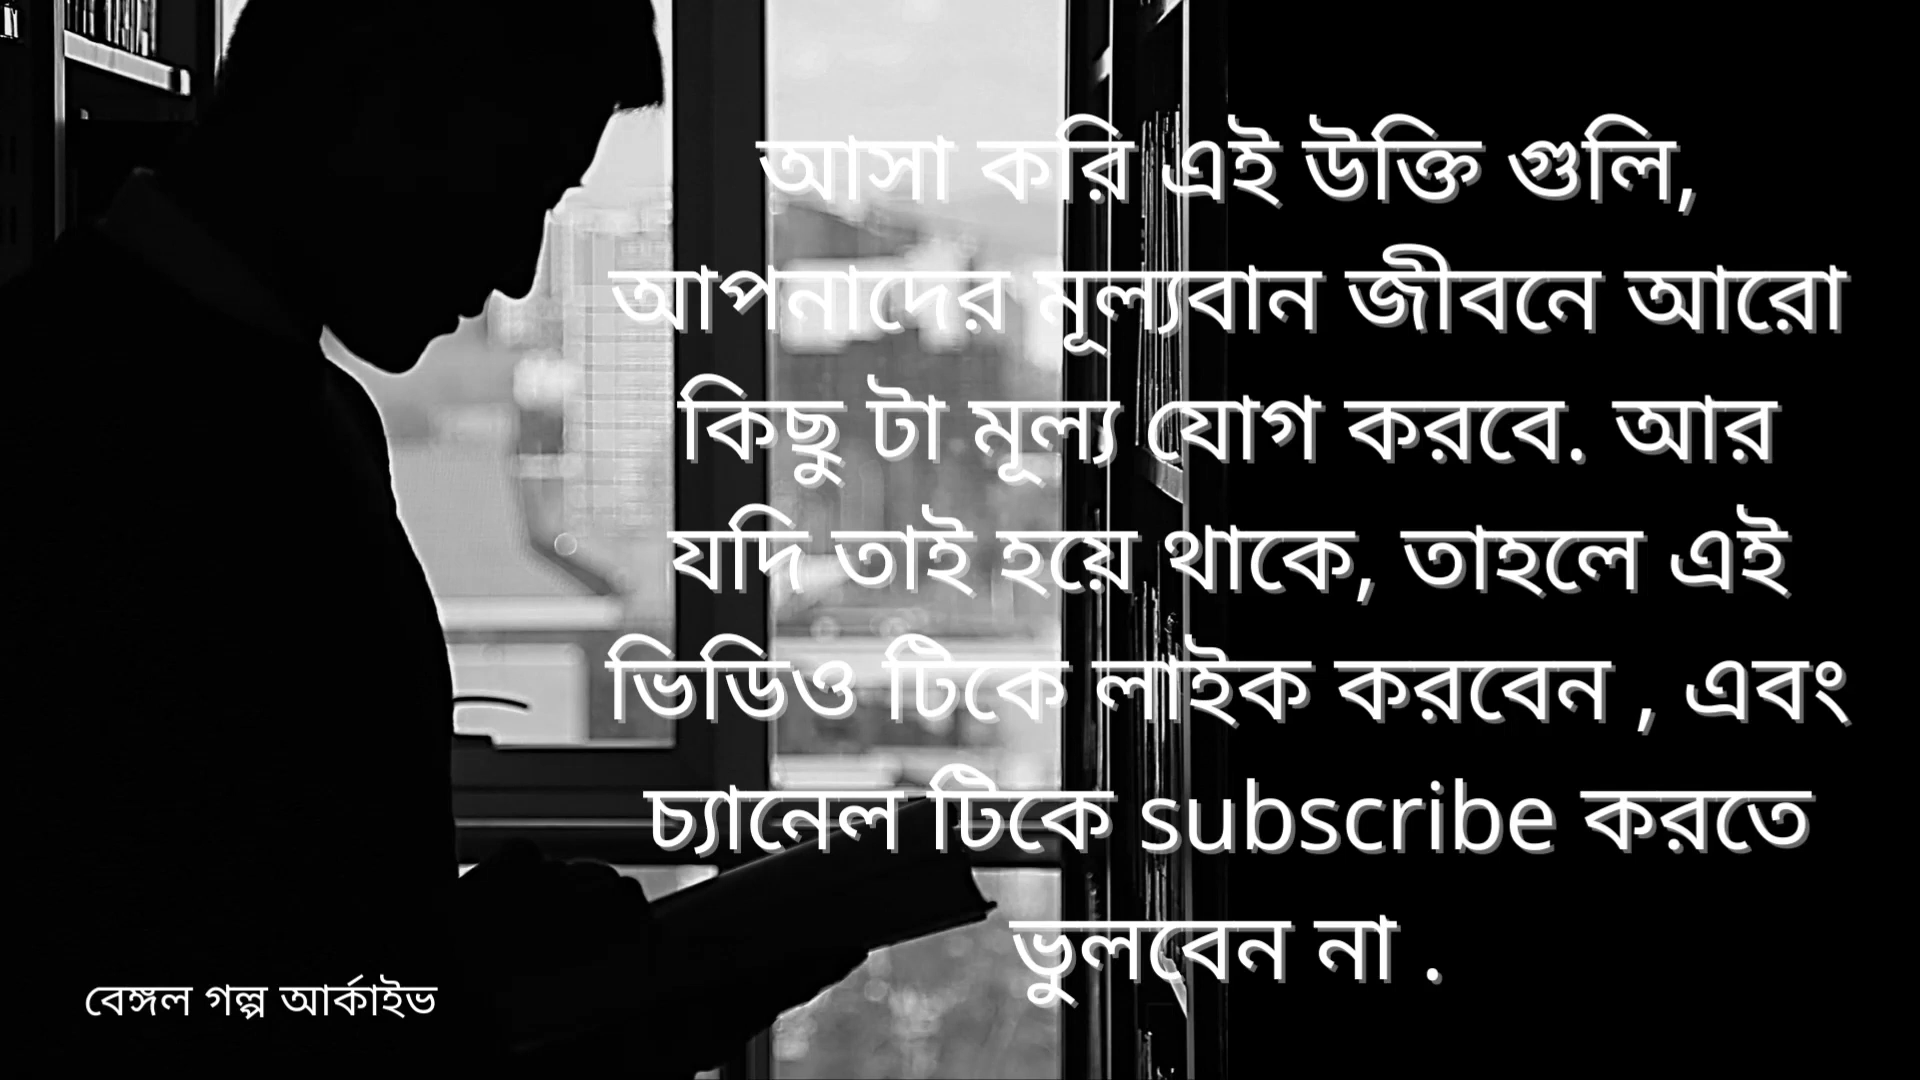 আসা করি এই উক্তি গুলি,
আপনাদের মূল্যবান জীবনে আরো
কিছু টা মূল্য যোগ করবে. আর
যদি তাই হয়ে থাকে, তাহলে এই
ভিডিও টিকে লাইক করবেন , এবং
চ্যানেল টিকে subscribe করতে
ভুলবেন না .
বেঙ্গল গল্প আর্কাইভ